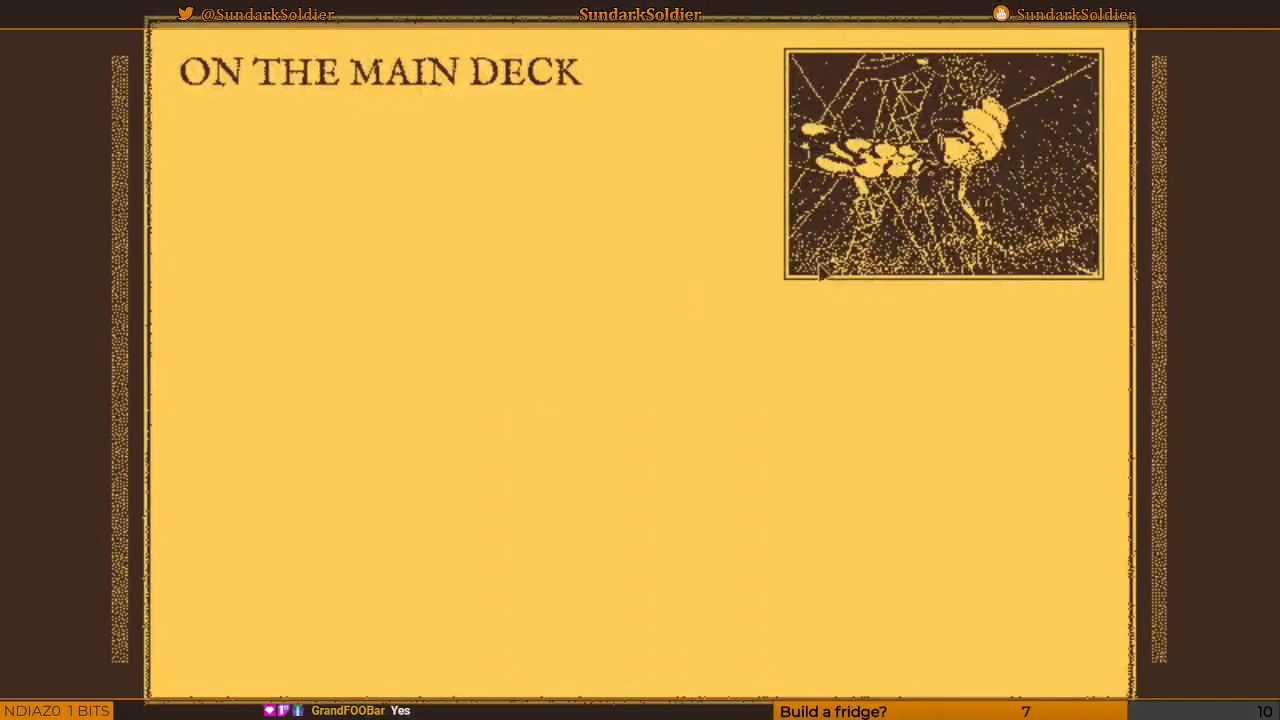 @SundarkSoldier
SundarkSoldier
SundarkSoldier
ON THE MAIN DECK
NDIAZ0 1 BITS
GrandFOOBar Yes
Build a fridge? 7 10